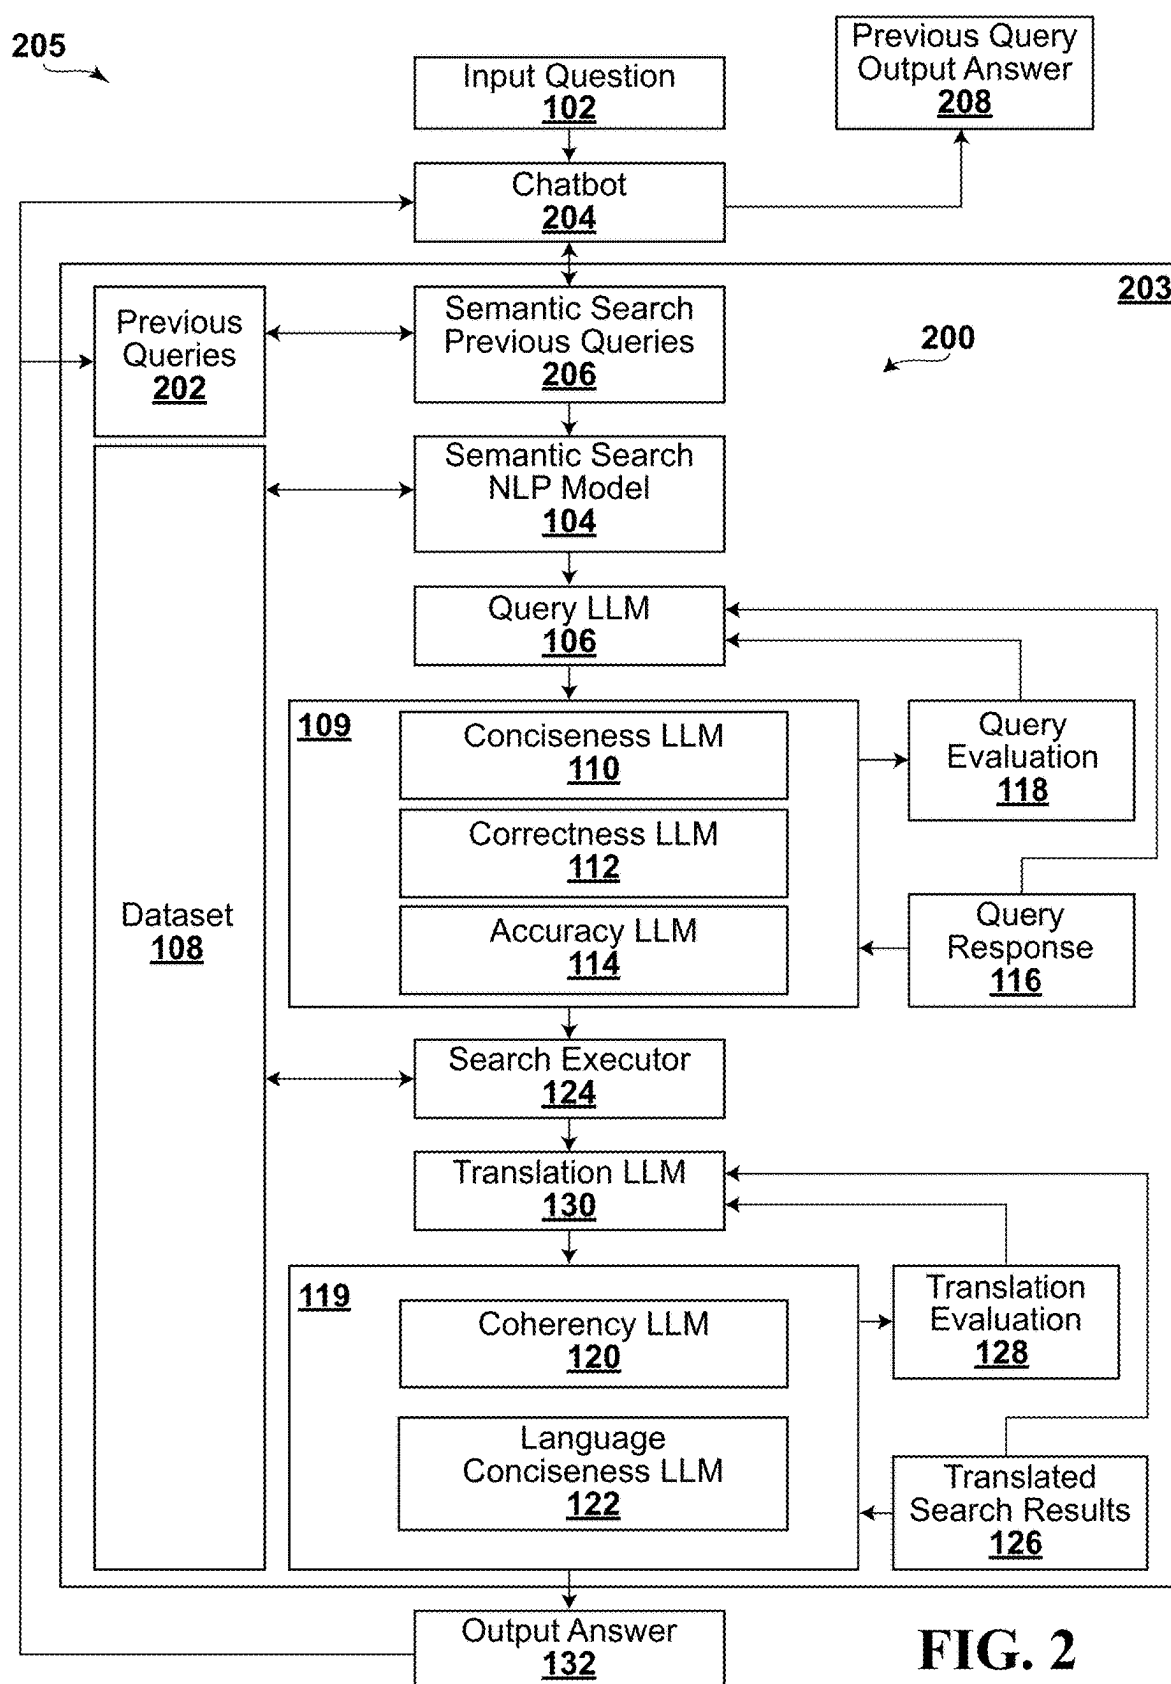 205
Input Question
102
Previous Query
Output Answer
208
Chatbot
204
203
Previous
Queries
202
Semantic Search
Previous Queries
206
200
Semantic Search
NLP Model
104
Query LLM
106
109
Conciseness LLM
110
Query
Evaluation
118
Correctness LLM
112
Dataset
108
Accuracy LLM
114
Query
Response
116
Search Executor
124
Translation LLM
130
119
Coherency LLM
120
Translation
Evaluation
128
Language
Conciseness LLM
122
Translated
Search Results
126
Output Answer
132
FIG. 2